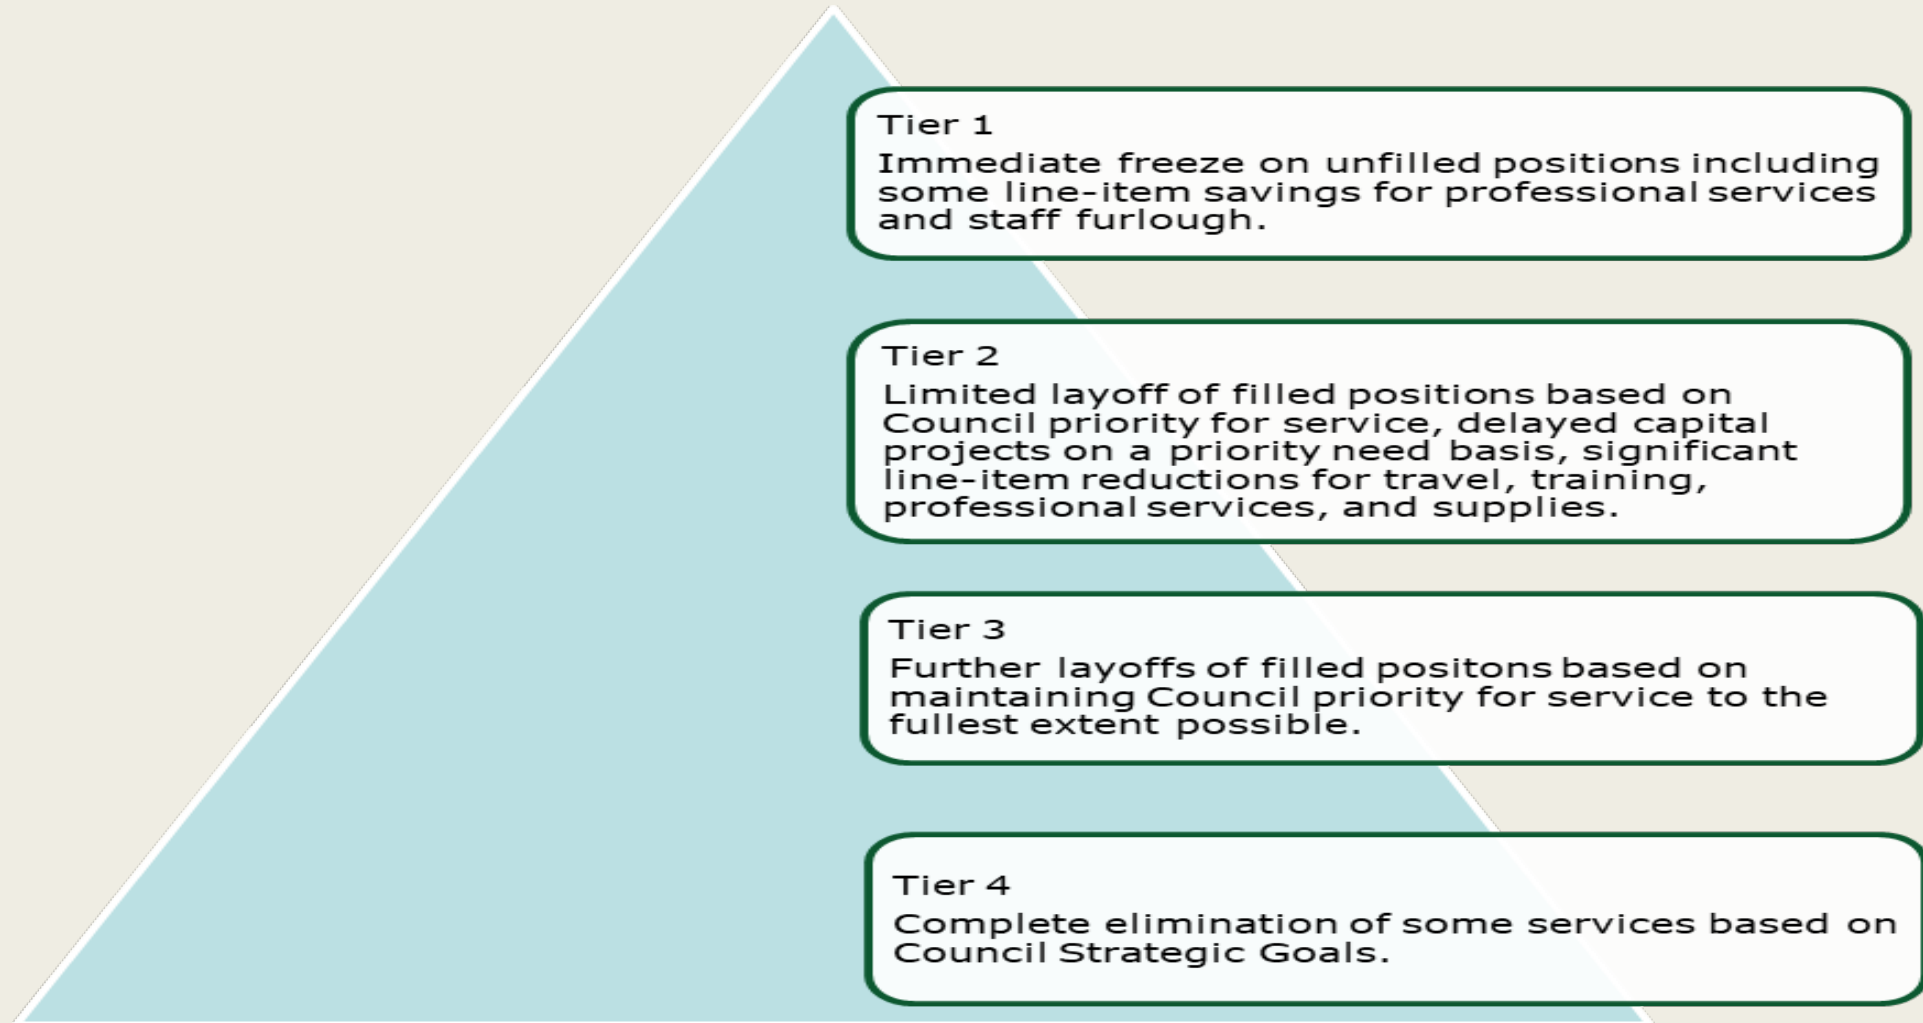 Tier 1
Immediate freeze on unfilled positions including
some line-item savings for professional services
and staff furlough.
Tier 2
Limited layoff of filled positions based on
Council priority for service, delayed capital
projects on a priority need basis, significant
line-item reductions for travel, training,
professional services, and supplies.
Tier 3
Further layoffs of filled positons based on
maintaining Council priority for service to the
fullest extent possible.
Tier 4
Complete elimination of some services based on
Council Strategic Goals.